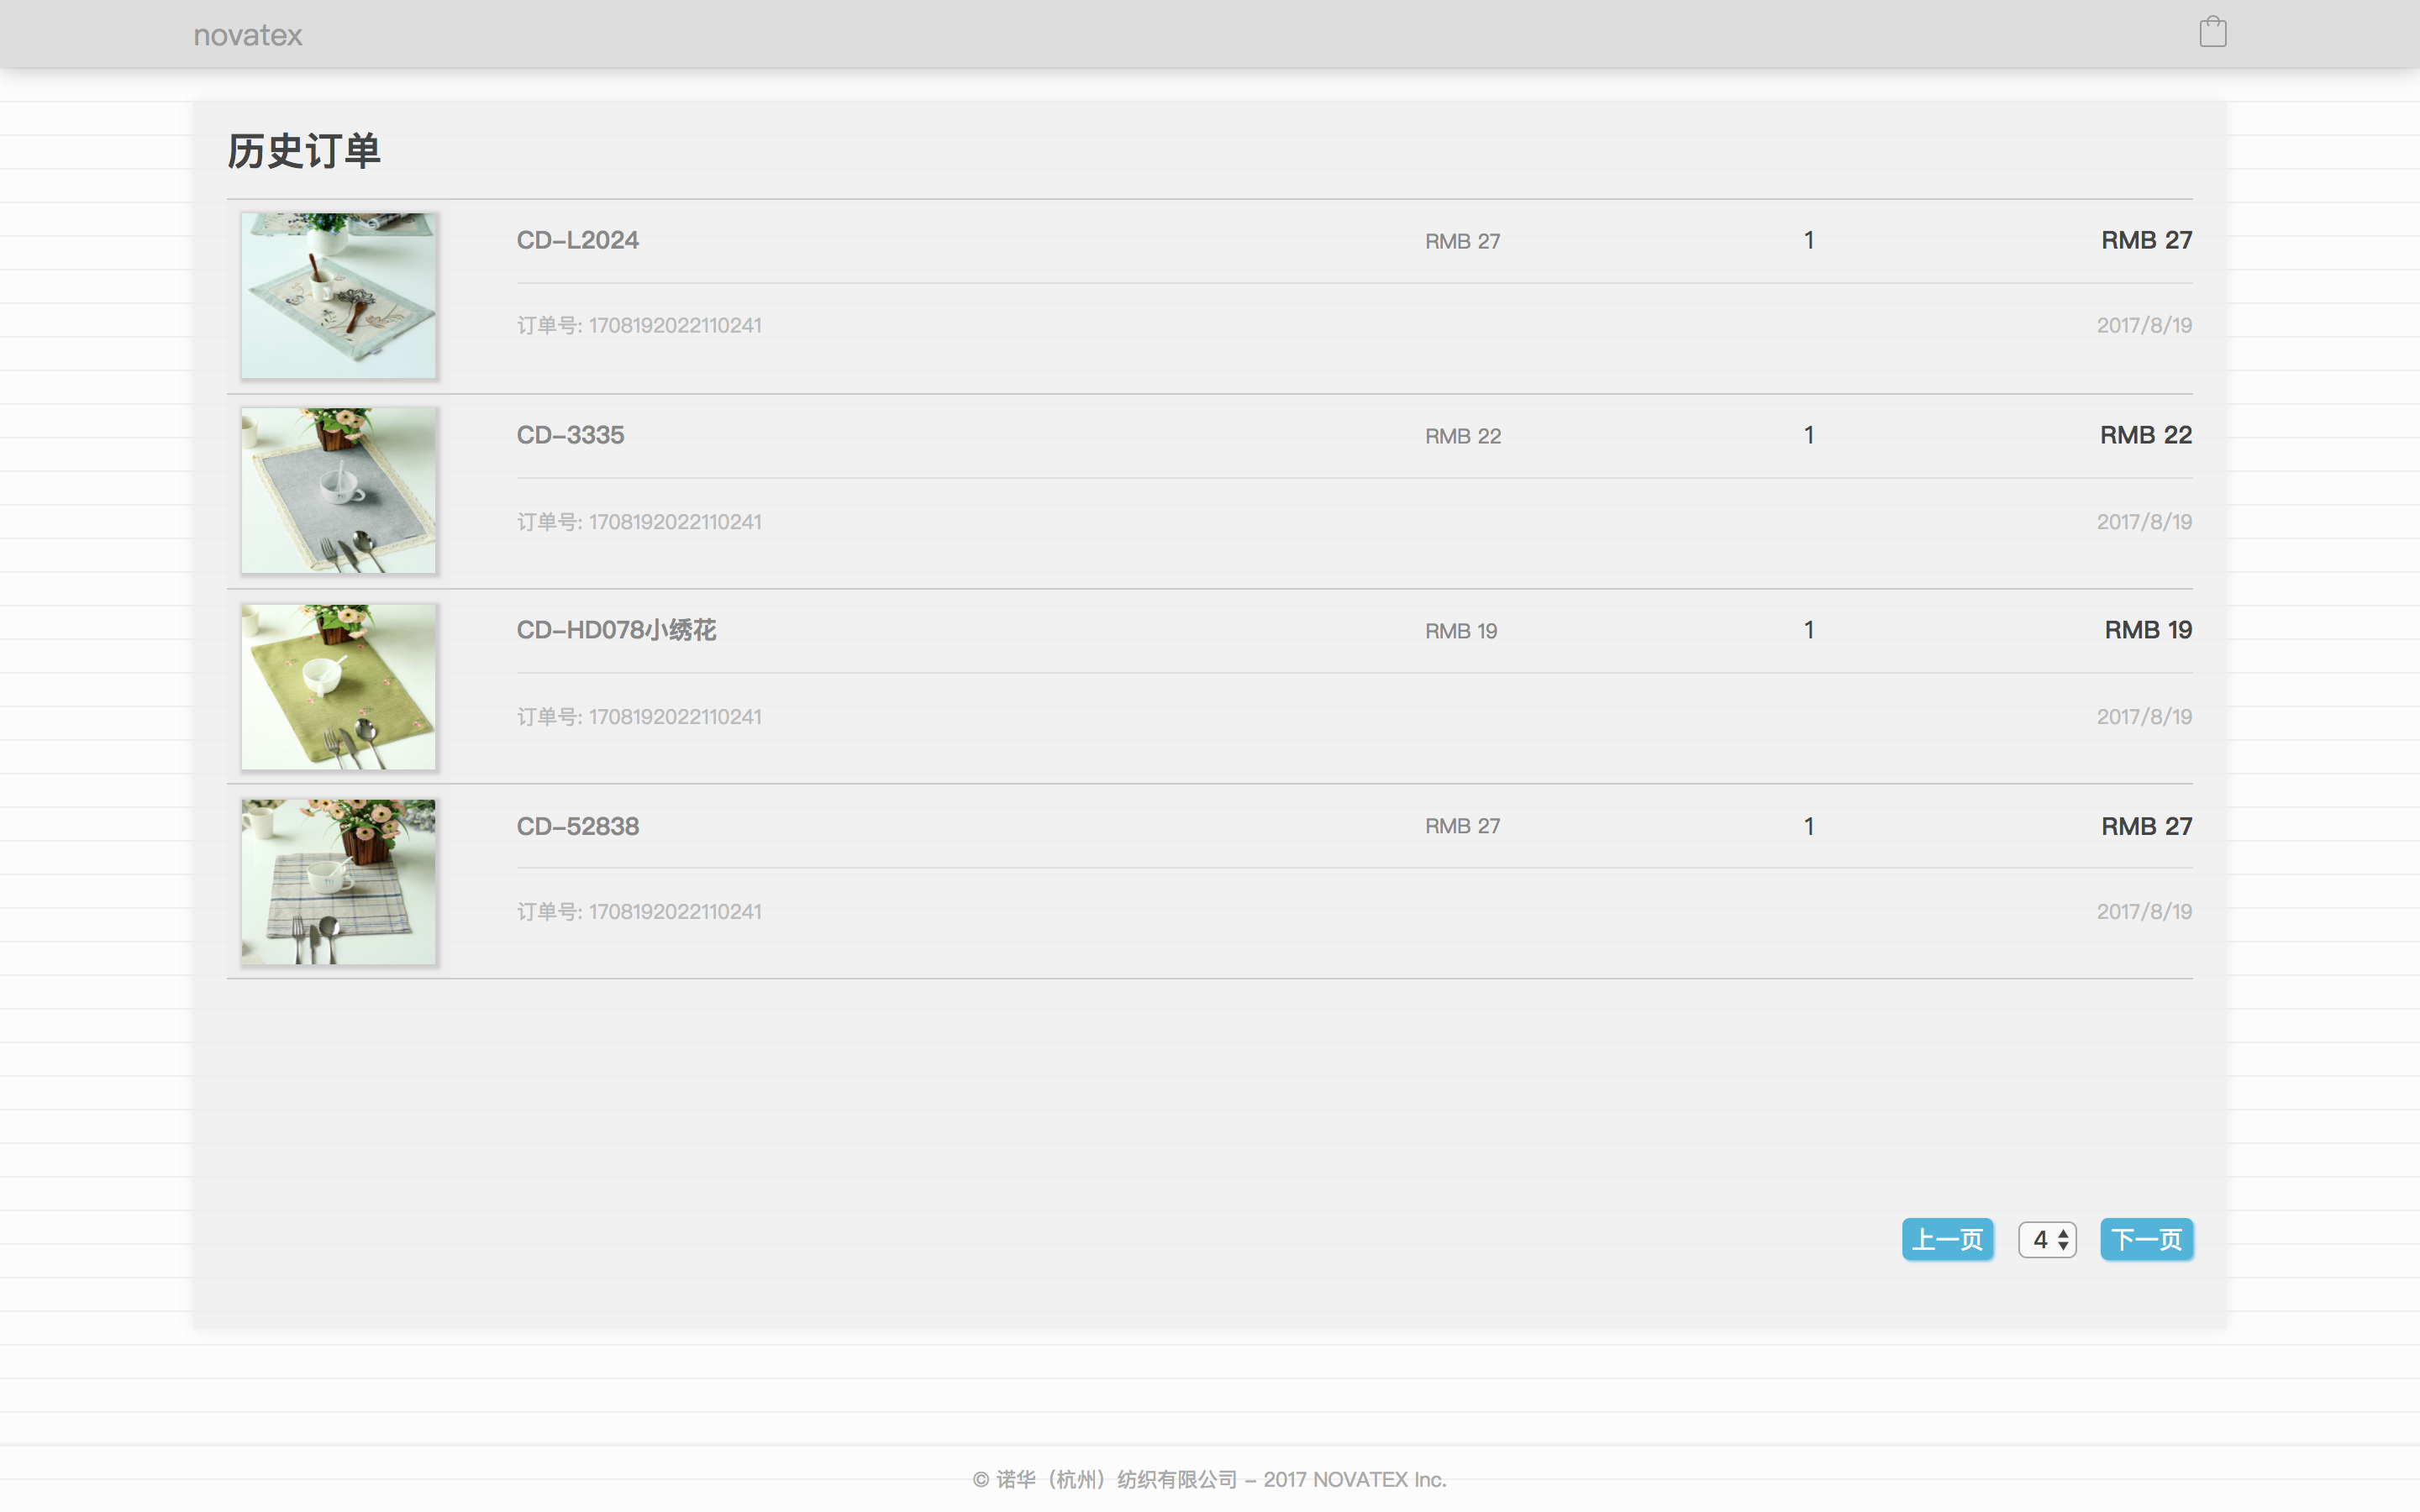 novatex
历史订单
CD-L2024 RMB 27 1 RMB 27
订单号: 1708192022110241 2017/8/19
CD-3335 RMB 22 1 RMB 22
订单号: 1708192022110241 2017/8/19
CD-HD078小绣花 RMB 19 1 RMB 19
订单号: 1708192022110241 2017/8/19
CD-52838 RMB 27 1 RMB 27
订单号: 1708192022110241 2017/8/19
上一页 4 下一页
© 诺华（杭州）纺织有限公司 - 2017 NOVATEX Inc.